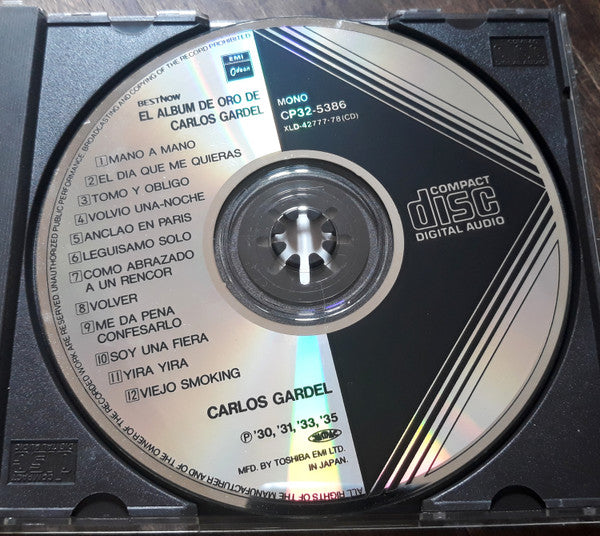 EMI
Odeon
BEST NOW
EL ALBUM DE ORO DE
CARLOS GARDEL
MONO
CP32-5386
XLD-42777-78(CD)
1 MANO A MANO
2 EL DIA QUE ME QUIERAS
3 TOMO Y OBLIGO
4 VOLVIO UNA-NOCHE
5 ANCLAO EN PARIS
6 LEGUISAMO SOLO
7 COMO ABRAZADO
A UN RENCOR
8 VOLVER
9 ME DA PENA
CONFESARLO
10 SOY UNA FIERA
11 YIRA YIRA
12 VIEJO SMOKING
COMPACT
disc
DIGITAL AUDIO
CARLOS GARDEL
Ⓟ'30,'31,'33,'35
MFD. BY TOSHIBA EMI LTD.
IN JAPAN.
ALL RIGHTS OF THE MANUFACTURER AND OF THE OWNER OF THE RECORDED WORK ARE RESERVED UNAUTHORIZED PUBLIC PERFORMANCE BROADCASTING AND COPYING OF THE RECORD PROHIBITED